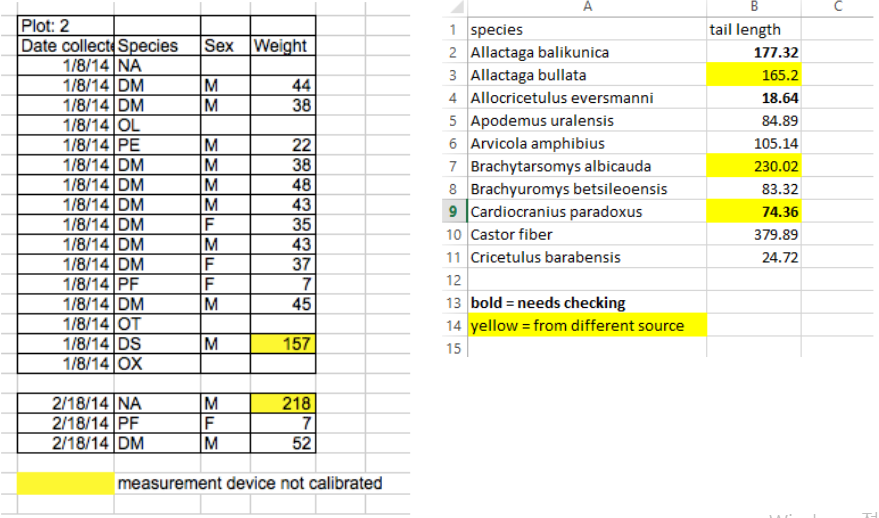 Plot: 2
Date collecte Species Sex Weight
1/8/14 NA
1/8/14 DM M 44
1/8/14 DM M 38
1/8/14 OL
1/8/14 PE M 22
1/8/14 DM M 38
1/8/14 DM M 48
1/8/14 DM M 43
1/8/14 DM F 35
1/8/14 DM M 43
1/8/14 DM F 37
1/8/14 PF F 7
1/8/14 DM M 45
1/8/14 OT
1/8/14 DS M 157
1/8/14 OX
2/18/14 NA M 218
2/18/14 PF F 7
2/18/14 DM M 52
measurement device not calibrated
A B C
1 species tail length
2 Allactaga balikunica 177.32
3 Allactaga bullata 165.2
4 Allocricetulus eversmanni 18.64
5 Apodemus uralensis 84.89
6 Arvicola amphibius 105.14
7 Brachytarsomys albicauda 230.02
8 Brachyuromys betsileoensis 83.32
9 Cardiocranius paradoxus 74.36
10 Castor fiber 379.89
11 Cricetulus barabensis 24.72
12
13 bold = needs checking
14 yellow = from different source
15